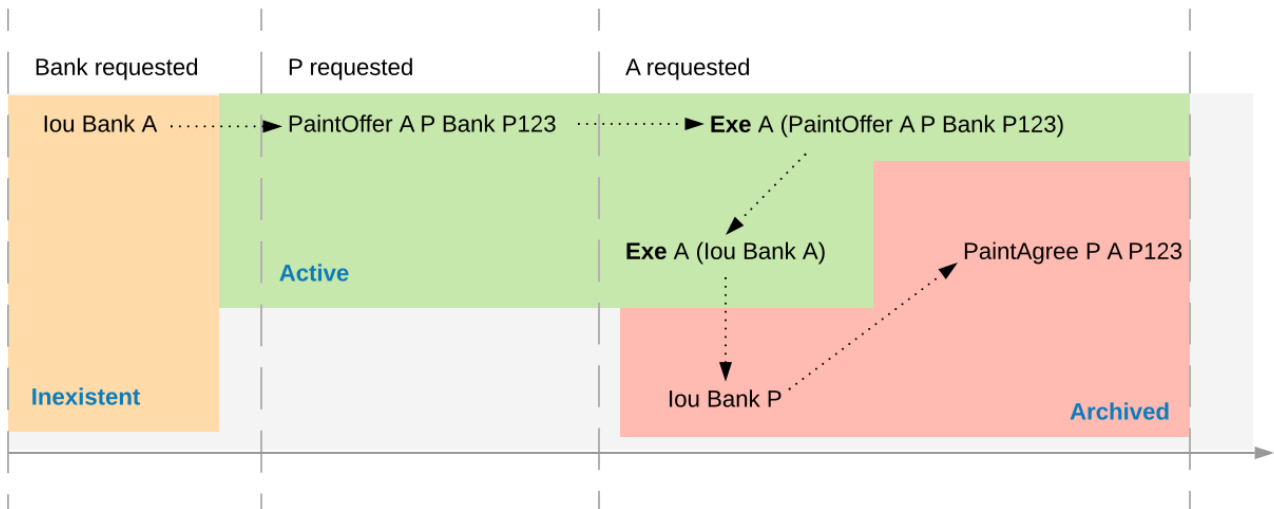 Bank requested
P requested
A requested
Iou Bank A
PaintOffer A P Bank P123
Exe A (PaintOffer A P Bank P123)
Exe A (Iou Bank A)
PaintAgree P A P123
Active
Inexistent
Iou Bank P
Archived